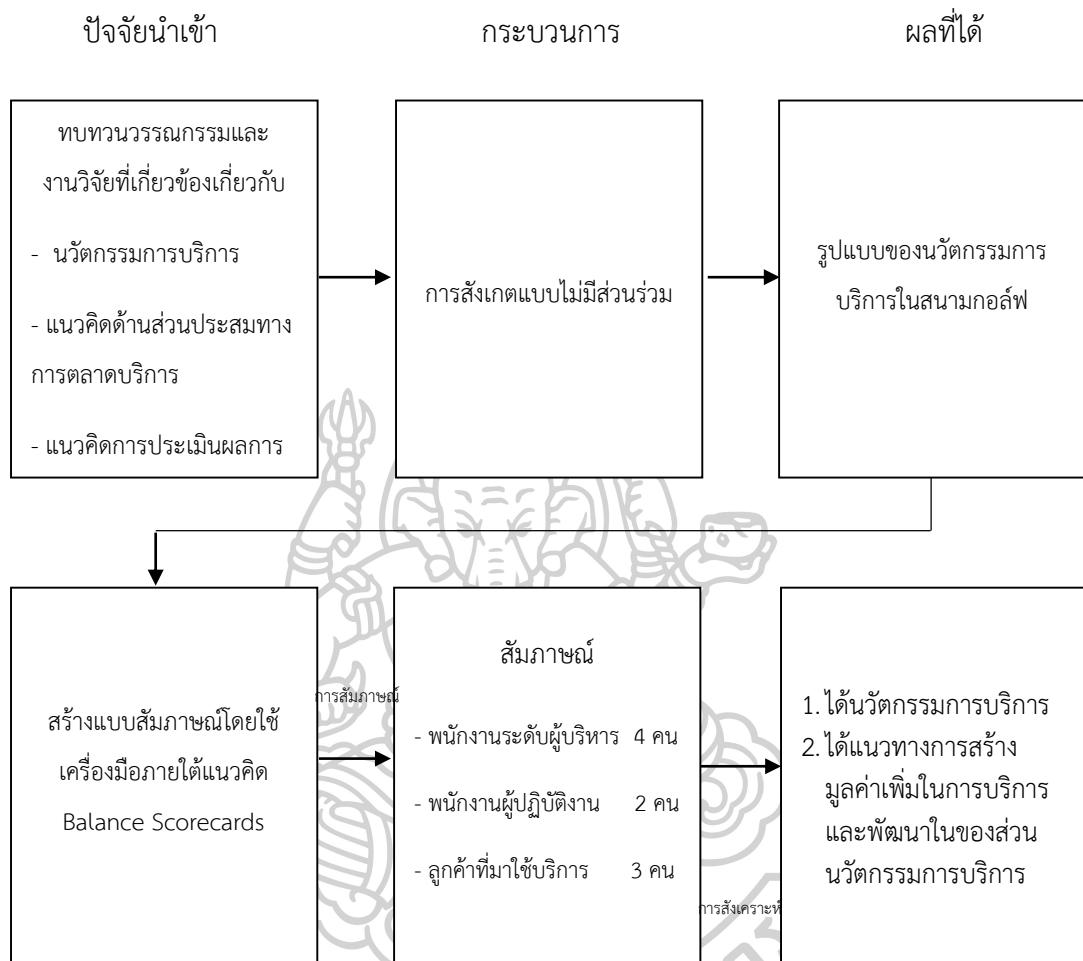 ปัจจัยนำเข้า
กระบวนการ
ผลที่ได้
ทบทวนวรรณกรรมและ
งานวิจัยที่เกี่ยวข้องเกี่ยวกับ
- นวัตกรรมการบริการ
- แนวคิดด้านส่วนประสมทาง
การตลาดบริการ
- แนวคิดการประเมินผลการ
การสังเกตแบบไม่มีส่วนร่วม
รูปแบบของนวัตกรรมการ
บริการในสนามกอล์ฟ
สร้างแบบสัมภาษณ์โดยใช้
เครื่องมือภายใต้แนวคิด
Balance Scorecards
การสัมภาษณ์
สัมภาษณ์
- พนักงานระดับผู้บริหาร 4 คน
- พนักงานผู้ปฏิบัติงาน 2 คน
- ลูกค้าที่มาใช้บริการ 3 คน
การสังเคราะห์
1. ได้นวัตกรรมการบริการ
2. ได้แนวทางการสร้าง
มูลค่าเพิ่มในการบริการ
และพัฒนาในของส่วน
นวัตกรรมการบริการ